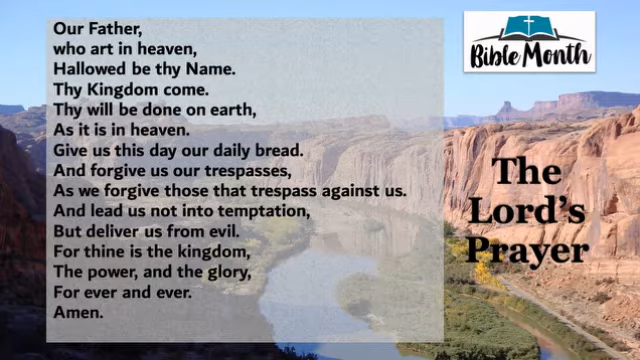 Our Father,
who art in heaven,
Hallowed be thy Name.
Thy Kingdom come.
Thy will be done on earth,
As it is in heaven.
Give us this day our daily bread.
And forgive us our trespasses,
As we forgive those that trespass against us.
And lead us not into temptation,
But deliver us from evil.
For thine is the kingdom,
The power, and the glory,
For ever and ever.
Amen.
Bible Month
The
Lord's
Prayer